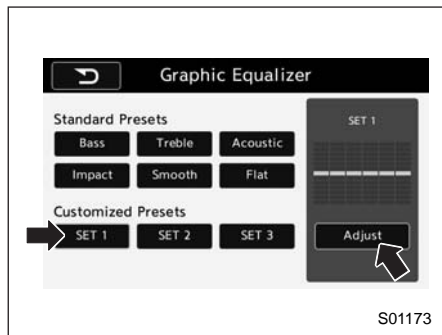 Graphic Equalizer
Standard Presets
SET 1
Bass Treble Acoustic
Impact Smooth Flat
Customized Presets
SET 1 SET 2 SET 3 Adjust
S01173